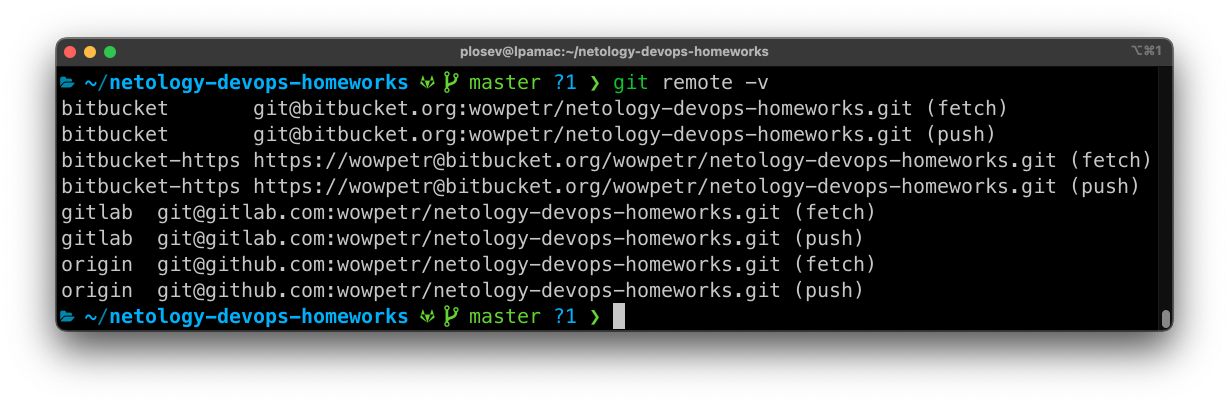 plosev@lpamac:~/netology-devops-homeworks ⌥⌘1
~/netology-devops-homeworks master ?1 ❯ git remote -v
bitbucket git@bitbucket.org:wowpetr/netology-devops-homeworks.git (fetch)
bitbucket git@bitbucket.org:wowpetr/netology-devops-homeworks.git (push)
bitbucket-https https://wowpetr@bitbucket.org/wowpetr/netology-devops-homeworks.git (fetch)
bitbucket-https https://wowpetr@bitbucket.org/wowpetr/netology-devops-homeworks.git (push)
gitlab git@gitlab.com:wowpetr/netology-devops-homeworks.git (fetch)
gitlab git@gitlab.com:wowpetr/netology-devops-homeworks.git (push)
origin git@github.com:wowpetr/netology-devops-homeworks.git (fetch)
origin git@github.com:wowpetr/netology-devops-homeworks.git (push)
~/netology-devops-homeworks master ?1 ❯